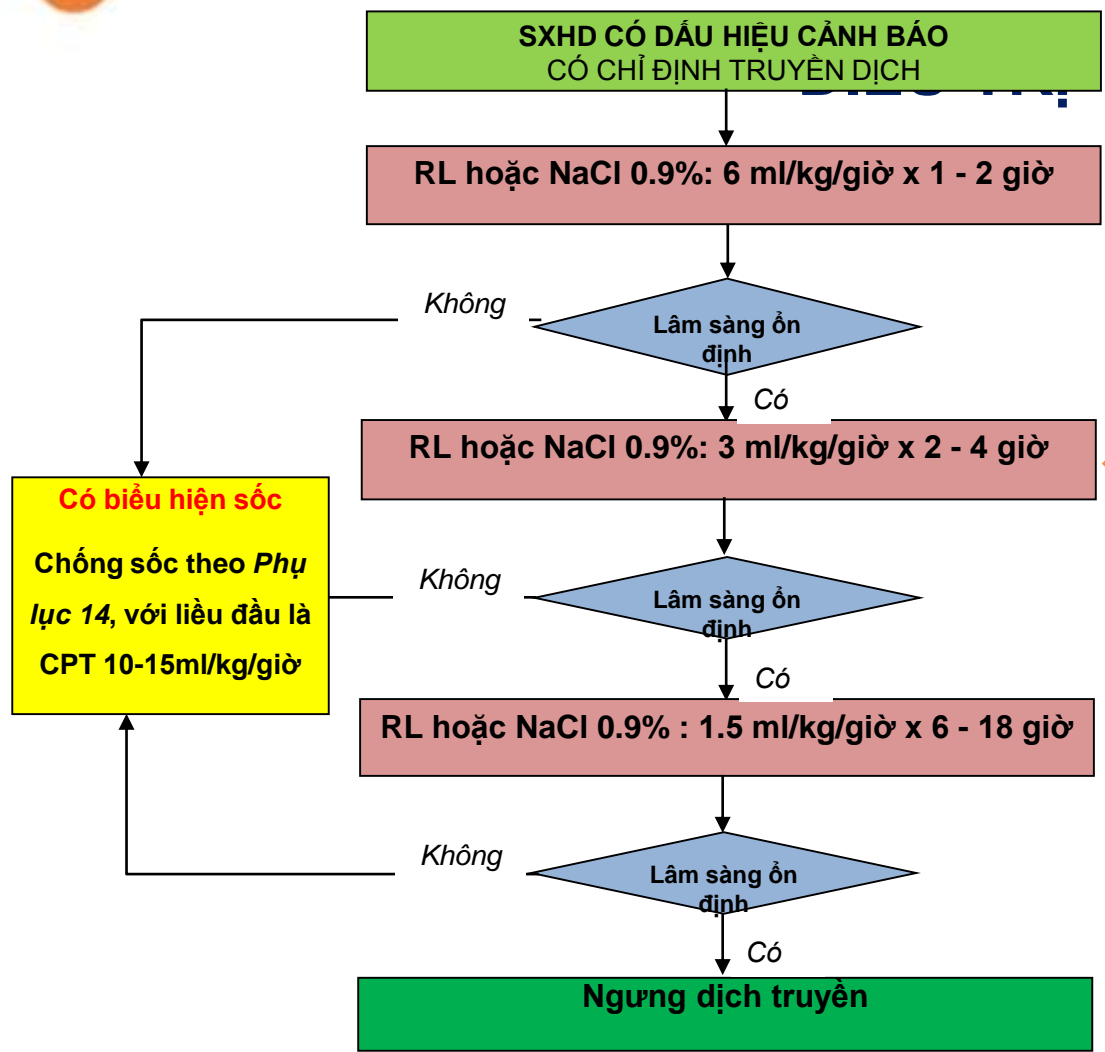 SXHD CÓ DẤU HIỆU CẢNH BÁO
CÓ CHỈ ĐỊNH TRUYỀN DỊCH
RL hoặc NaCl 0.9%: 6 ml/kg/giờ x 1 - 2 giờ
Không
Lâm sàng ổn
định
Có
RL hoặc NaCl 0.9%: 3 ml/kg/giờ x 2 - 4 giờ
Có biểu hiện sốc
Chống sốc theo Phụ
lục 14, với liều đầu là
CPT 10-15ml/kg/giờ
Không
Lâm sàng ổn
định
Có
RL hoặc NaCl 0.9% : 1.5 ml/kg/giờ x 6 - 18 giờ
Không
Lâm sàng ổn
định
Có
Ngưng dịch truyền